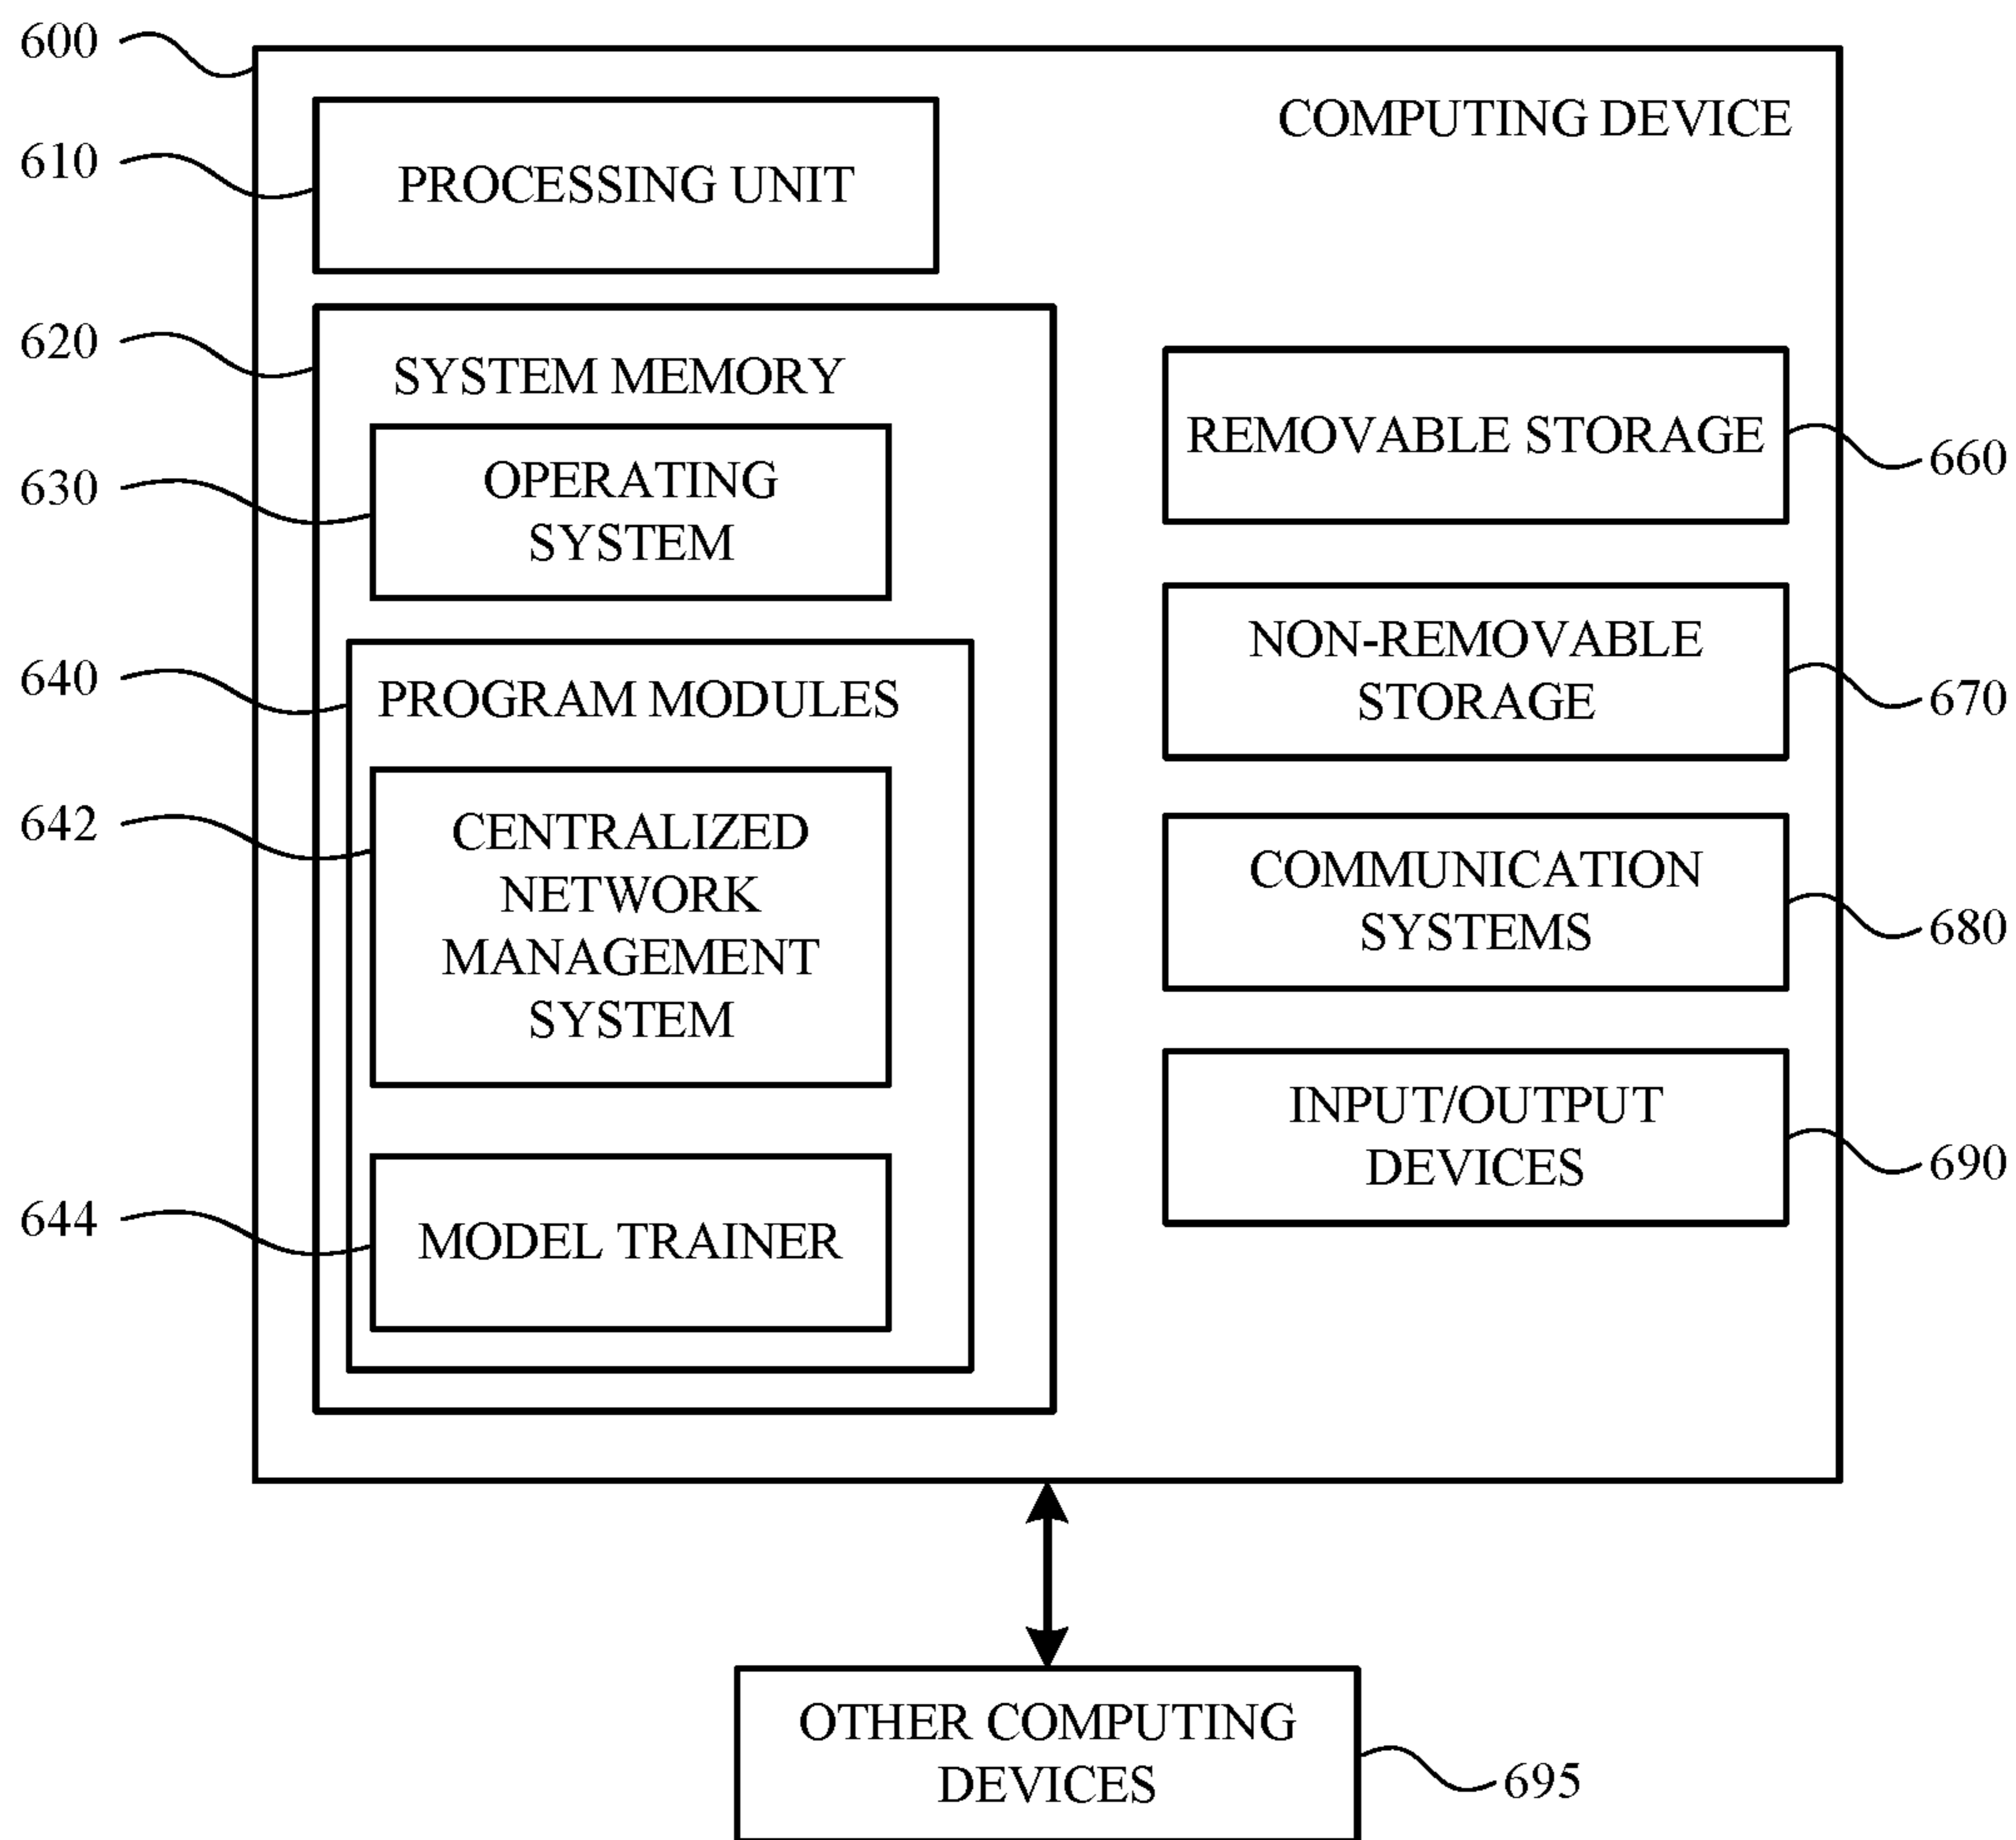 600
COMPUTING DEVICE
610
PROCESSING UNIT
620
SYSTEM MEMORY
630
OPERATING
SYSTEM
640
PROGRAM MODULES
642
CENTRALIZED
NETWORK
MANAGEMENT
SYSTEM
644
MODEL TRAINER
REMOVABLE STORAGE
660
NON-REMOVABLE
STORAGE
670
COMMUNICATION
SYSTEMS
680
INPUT/OUTPUT
DEVICES
690
OTHER COMPUTING
DEVICES
695